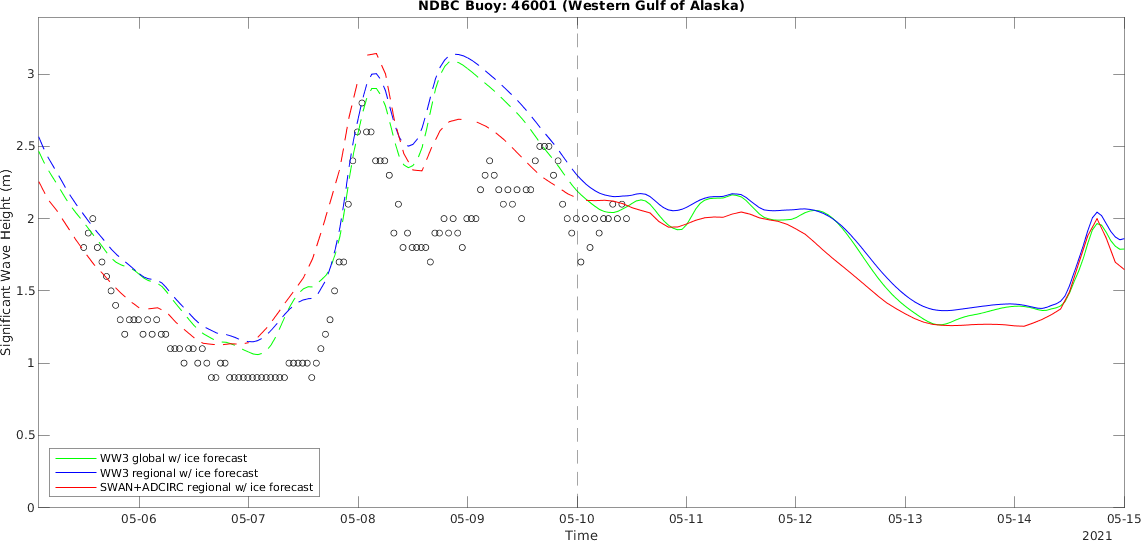 NDBC Buoy: 46001 (Western Gulf of Alaska)
Significant Wave Height (m)
3
2.5
2
1.5
1
0.5
0
WW3 global w/ ice forecast
WW3 regional w/ ice forecast
SWAN+ADCIRC regional w/ ice forecast
05-06 05-07 05-08 05-09 05-10 05-11 05-12 05-13 05-14 05-15
Time
2021